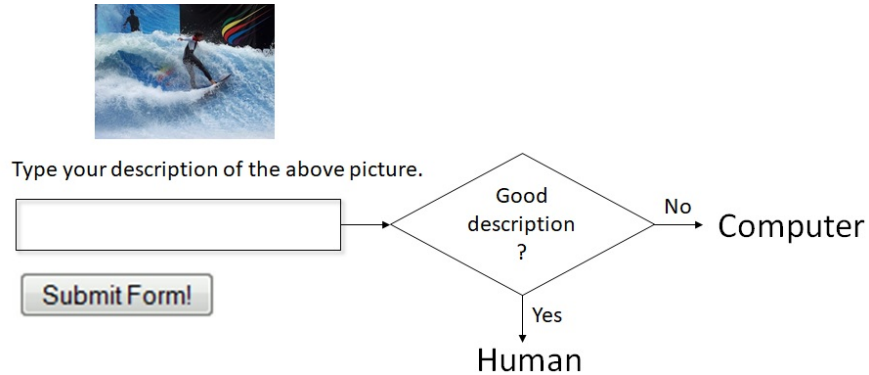 Type your description of the above picture.
Good
description
?
No
Computer
Submit Form!
Yes
Human